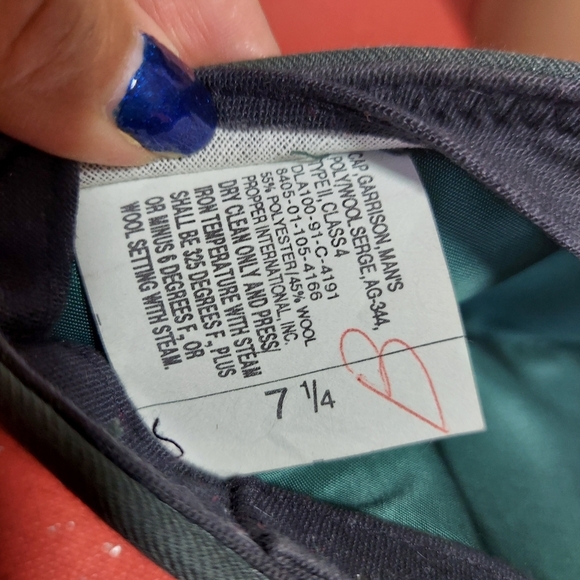 CAP GARRISON MAN'S
POLY/WOOL SERGE, AG-344,
TYPE II, CLASS 4
DLA100-91-C-4191
8405-01-105-4166
55% POLYESTER/45% WOOL
PROPER INTERNATIONAL, INC.
DRY CLEAN ONLY AND PRESS/
IRON TEMPERATURE WITH STEAM
SHALL BE 325 DEGREES F, PLUS
OR MINUS 6 DEGREES F, OR
WOOL SETTING WITH STEAM.
7 1/4
B